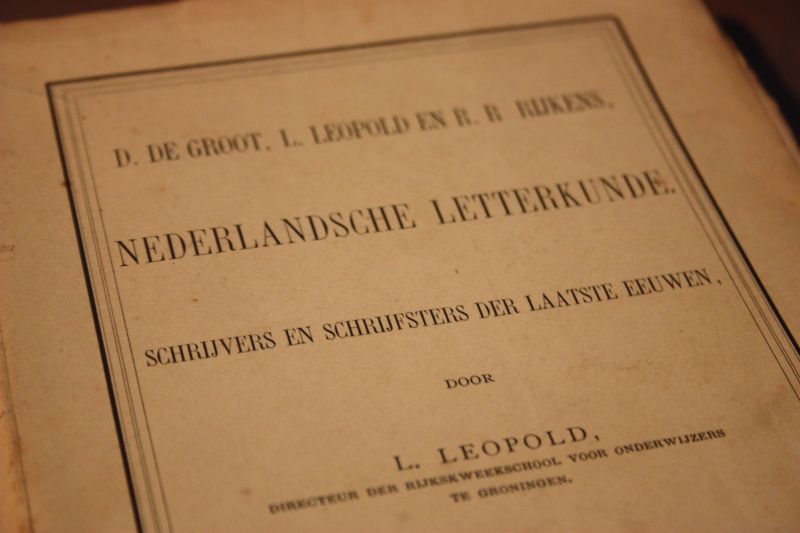 D. DE GROOT, L. LEOPOLD EN R. R RIJKENS,
NEDERLANDSCHE LETTERKUNDE.
SCHRIJVERS EN SCHRIJFSTERS DER LAATSTE EEUWEN,
DOOR
L. LEOPOLD,
DIRECTEUR DER RIJKSKWEEKSCHOOL VOOR ONDERWIJZERS
TE GRONINGEN.